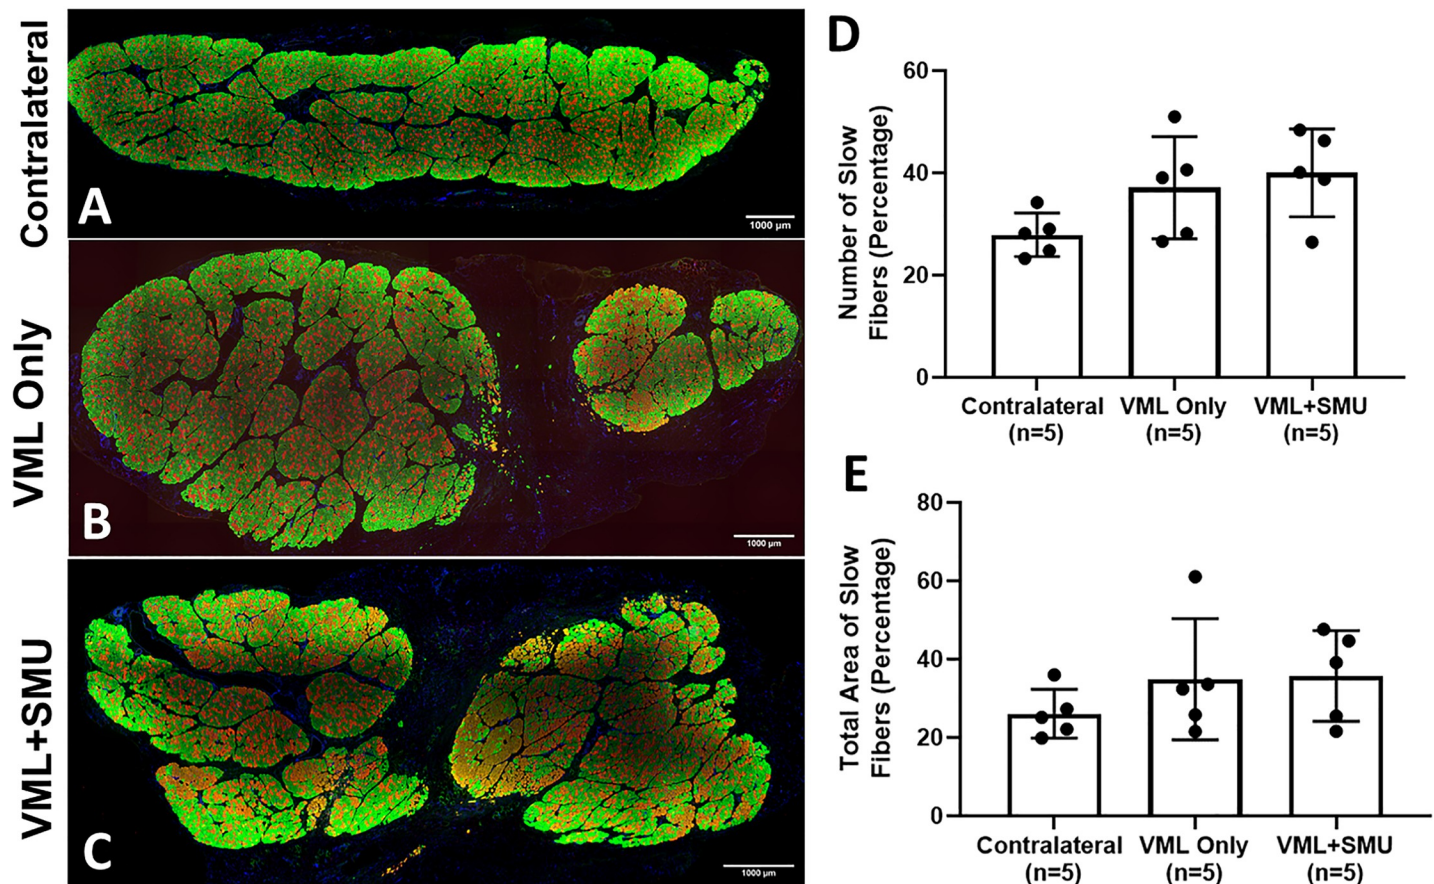 Contralateral
A
1000 µm
VML Only
B
1000 µm
VML+SMU
C
1000 µm
D
Number of Slow
Fibers (Percentage)
60
40
20
0
Contralateral
(n=5)
VML Only
(n=5)
VML+SMU
(n=5)
E
Total Area of Slow
Fibers (Percentage)
80
60
40
20
0
Contralateral
(n=5)
VML Only
(n=5)
VML+SMU
(n=5)